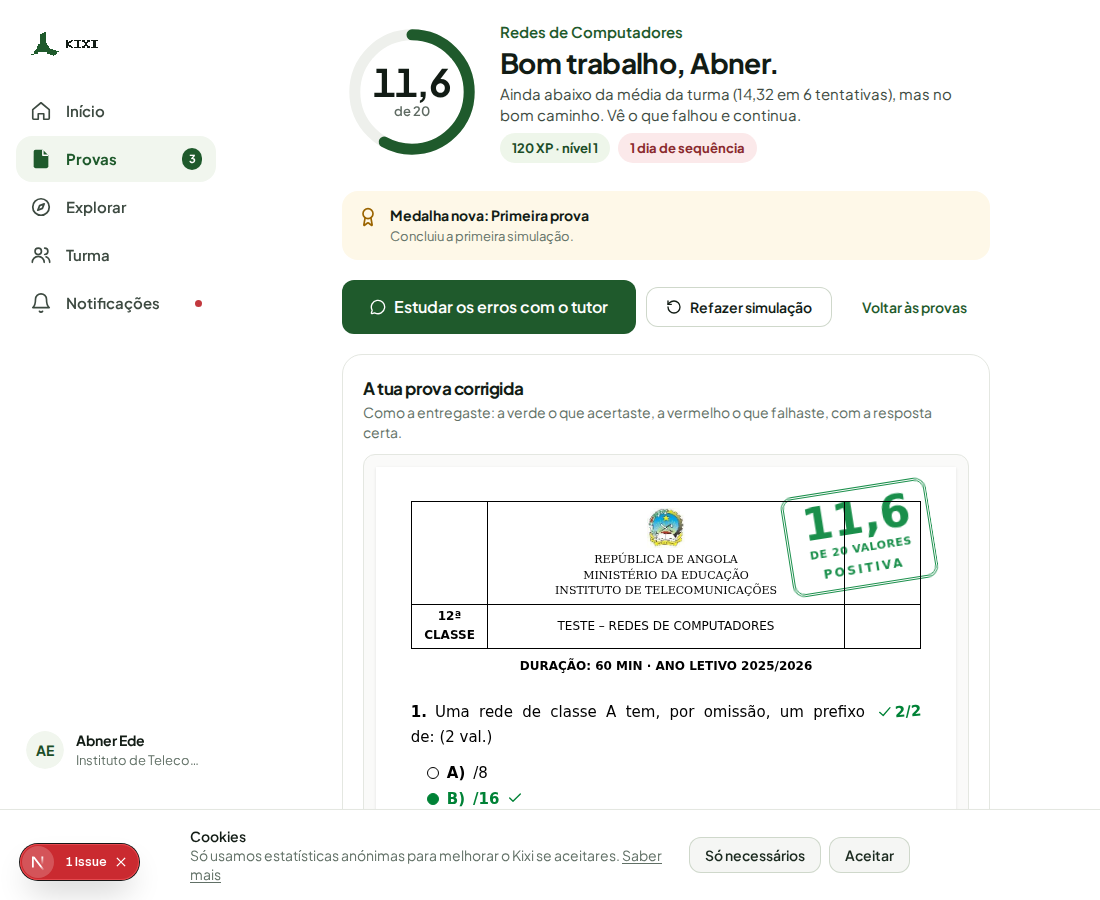 KIXI
Início
Provas
3
Explorar
Turma
Notificações
11,6
de 20
Redes de Computadores
Bom trabalho, Abner.
Ainda abaixo da média da turma (14,32 em 6 tentativas), mas no
bom caminho. Vê o que falhou e continua.
120 XP · nível 1
1 dia de sequência
Medalha nova: Primeira prova
Concluiu a primeira simulação.
Estudar os erros com o tutor
Refazer simulação
Voltar às provas
A tua prova corrigida
Como a entregaste: a verde o que acertaste, a vermelho o que falhaste, com a resposta
certa.
11,6
DE 20 VALORES
POSITIVA
REPÚBLICA DE ANGOLA
MINISTÉRIO DA EDUCAÇÃO
INSTITUTO DE TELECOMUNICAÇÕES
12ª
CLASSE
TESTE – REDES DE COMPUTADORES
DURAÇÃO: 60 MIN · ANO LETIVO 2025/2026
1. Uma rede de classe A tem, por omissão, um prefixo
de: (2 val.)
2/2
A) /8
B) /16
Abner Ede
AE
Instituto de Teleco...
Cookies
Só usamos estatísticas anónimas para melhorar o Kixi se aceitares. Saber
mais
Só necessários
Aceitar
N
1 Issue